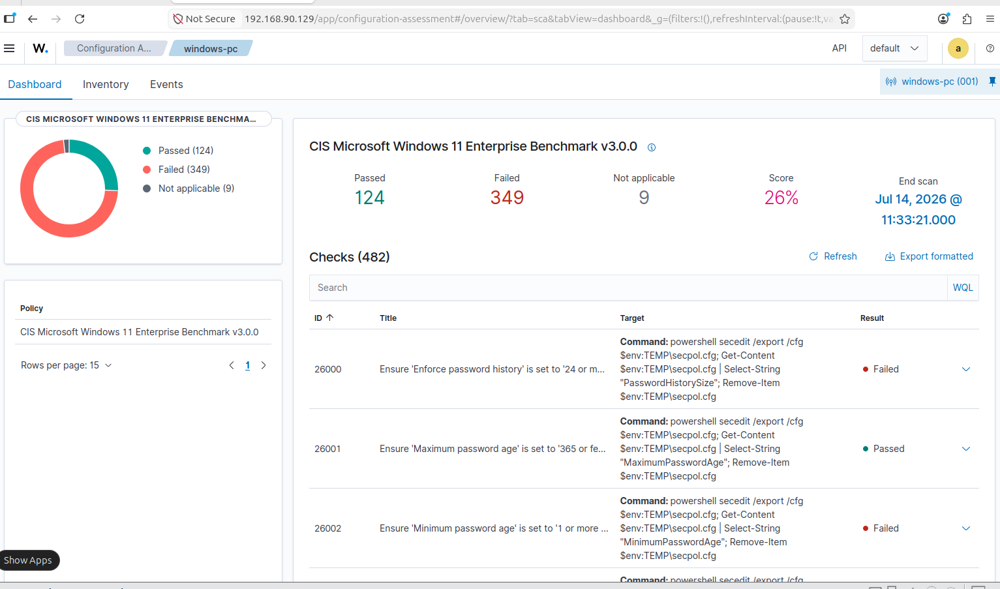 Not Secure 192.168.90.129/app/configuration-assessment#/overview/?tab=sca&tabView=dashboard&_g=(filters:!(),refreshInterval:(pause:!t,va
W. Configuration A... windows-pc API default a
Dashboard Inventory Events windows-pc (001)
CIS MICROSOFT WINDOWS 11 ENTERPRISE BENCHMA...
Passed (124)
Failed (349)
Not applicable (9)
Policy
CIS Microsoft Windows 11 Enterprise Benchmark v3.0.0
Rows per page: 15 1
CIS Microsoft Windows 11 Enterprise Benchmark v3.0.0
Passed Failed Not applicable Score End scan
124 349 9 26% Jul 14, 2026 @
11:33:21.000
Checks (482) Refresh Export formatted
Search WQL
ID Title Target Result
26000 Ensure 'Enforce password history' is set to '24 or m... Command: powershell secedit /export /cfg
$env:TEMP\secpol.cfg; Get-Content
$env:TEMP\secpol.cfg | Select-String
"PasswordHistorySize"; Remove-Item
$env:TEMP\secpol.cfg
Failed
26001 Ensure 'Maximum password age' is set to '365 or fe... Command: powershell secedit /export /cfg
$env:TEMP\secpol.cfg; Get-Content
$env:TEMP\secpol.cfg | Select-String
"MaximumPasswordAge"; Remove-Item
$env:TEMP\secpol.cfg
Passed
26002 Ensure 'Minimum password age' is set to '1 or more ... Command: powershell secedit /export /cfg
$env:TEMP\secpol.cfg; Get-Content
$env:TEMP\secpol.cfg | Select-String
"MinimumPasswordAge"; Remove-Item
$env:TEMP\secpol.cfg
Failed
Command: powershell secedit /export /cfg
Show Apps